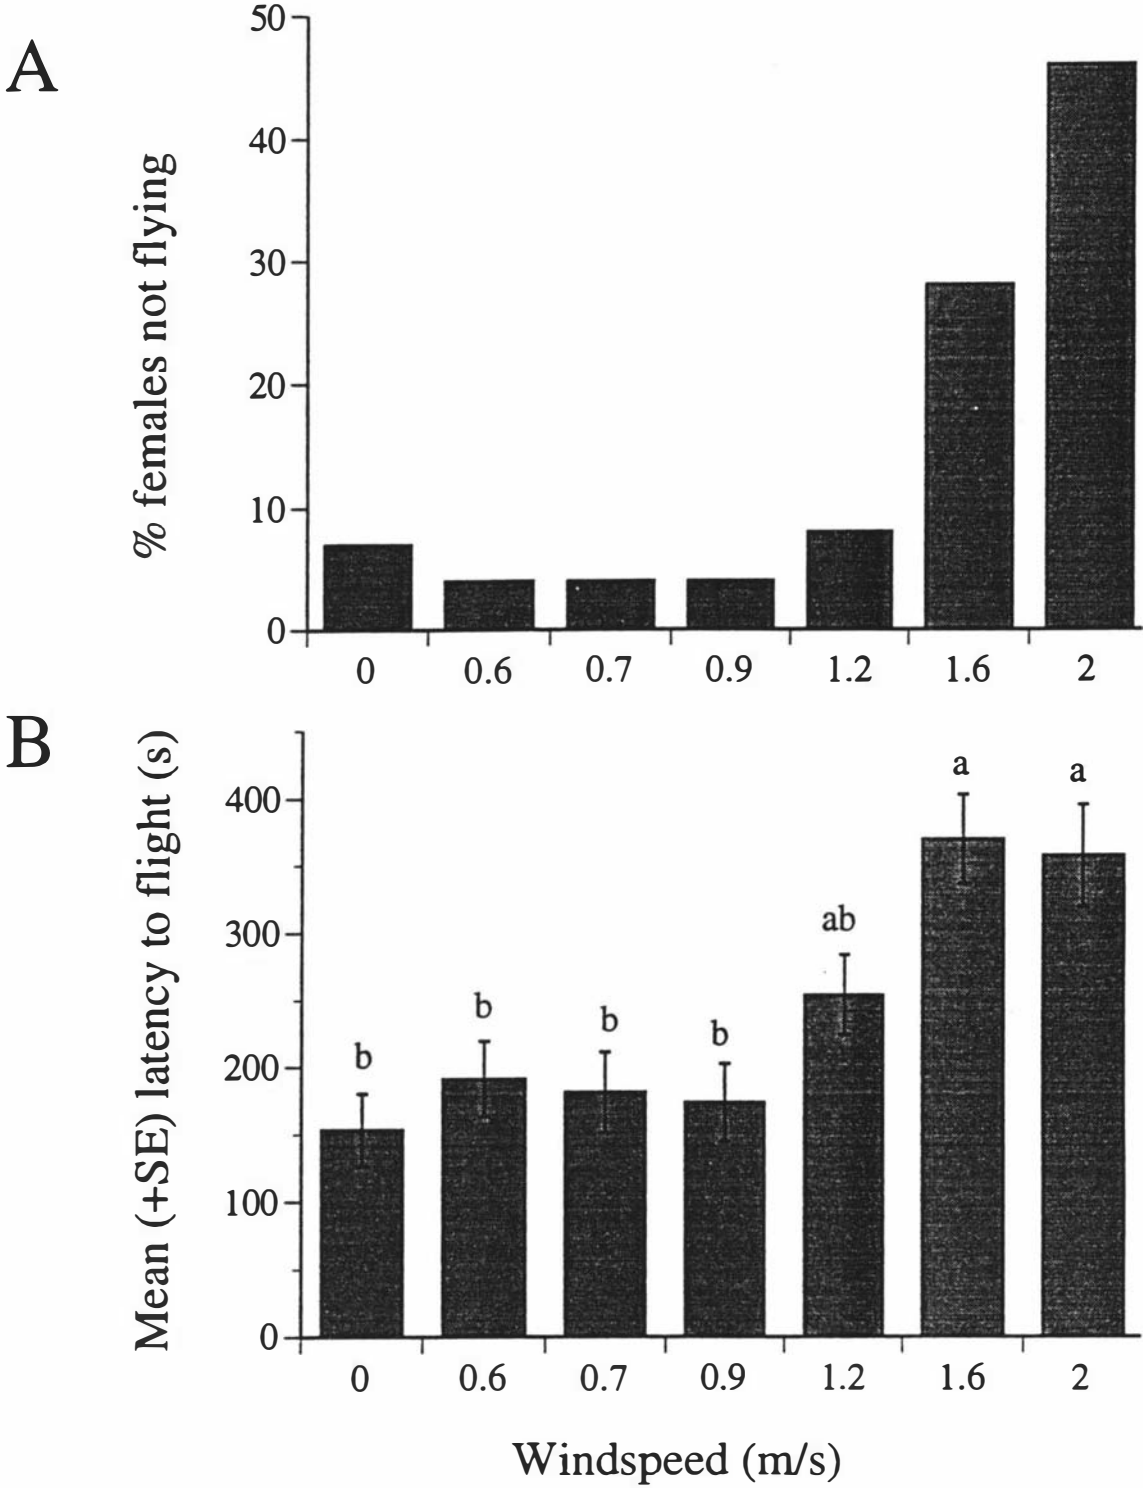 A
% females not flying
50
40
30
20
10
0
0 0.6 0.7 0.9 1.2 1.6 2
B
Mean (+SE) latency to flight (s)
400
300
200
100
0
b b b b ab a a
0 0.6 0.7 0.9 1.2 1.6 2
Windspeed (m/s)